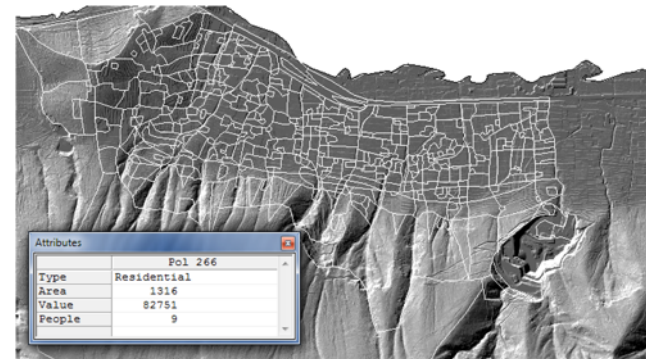 Attributes
Pol 266
Type Residential
Area 1316
Value 82751
People 9